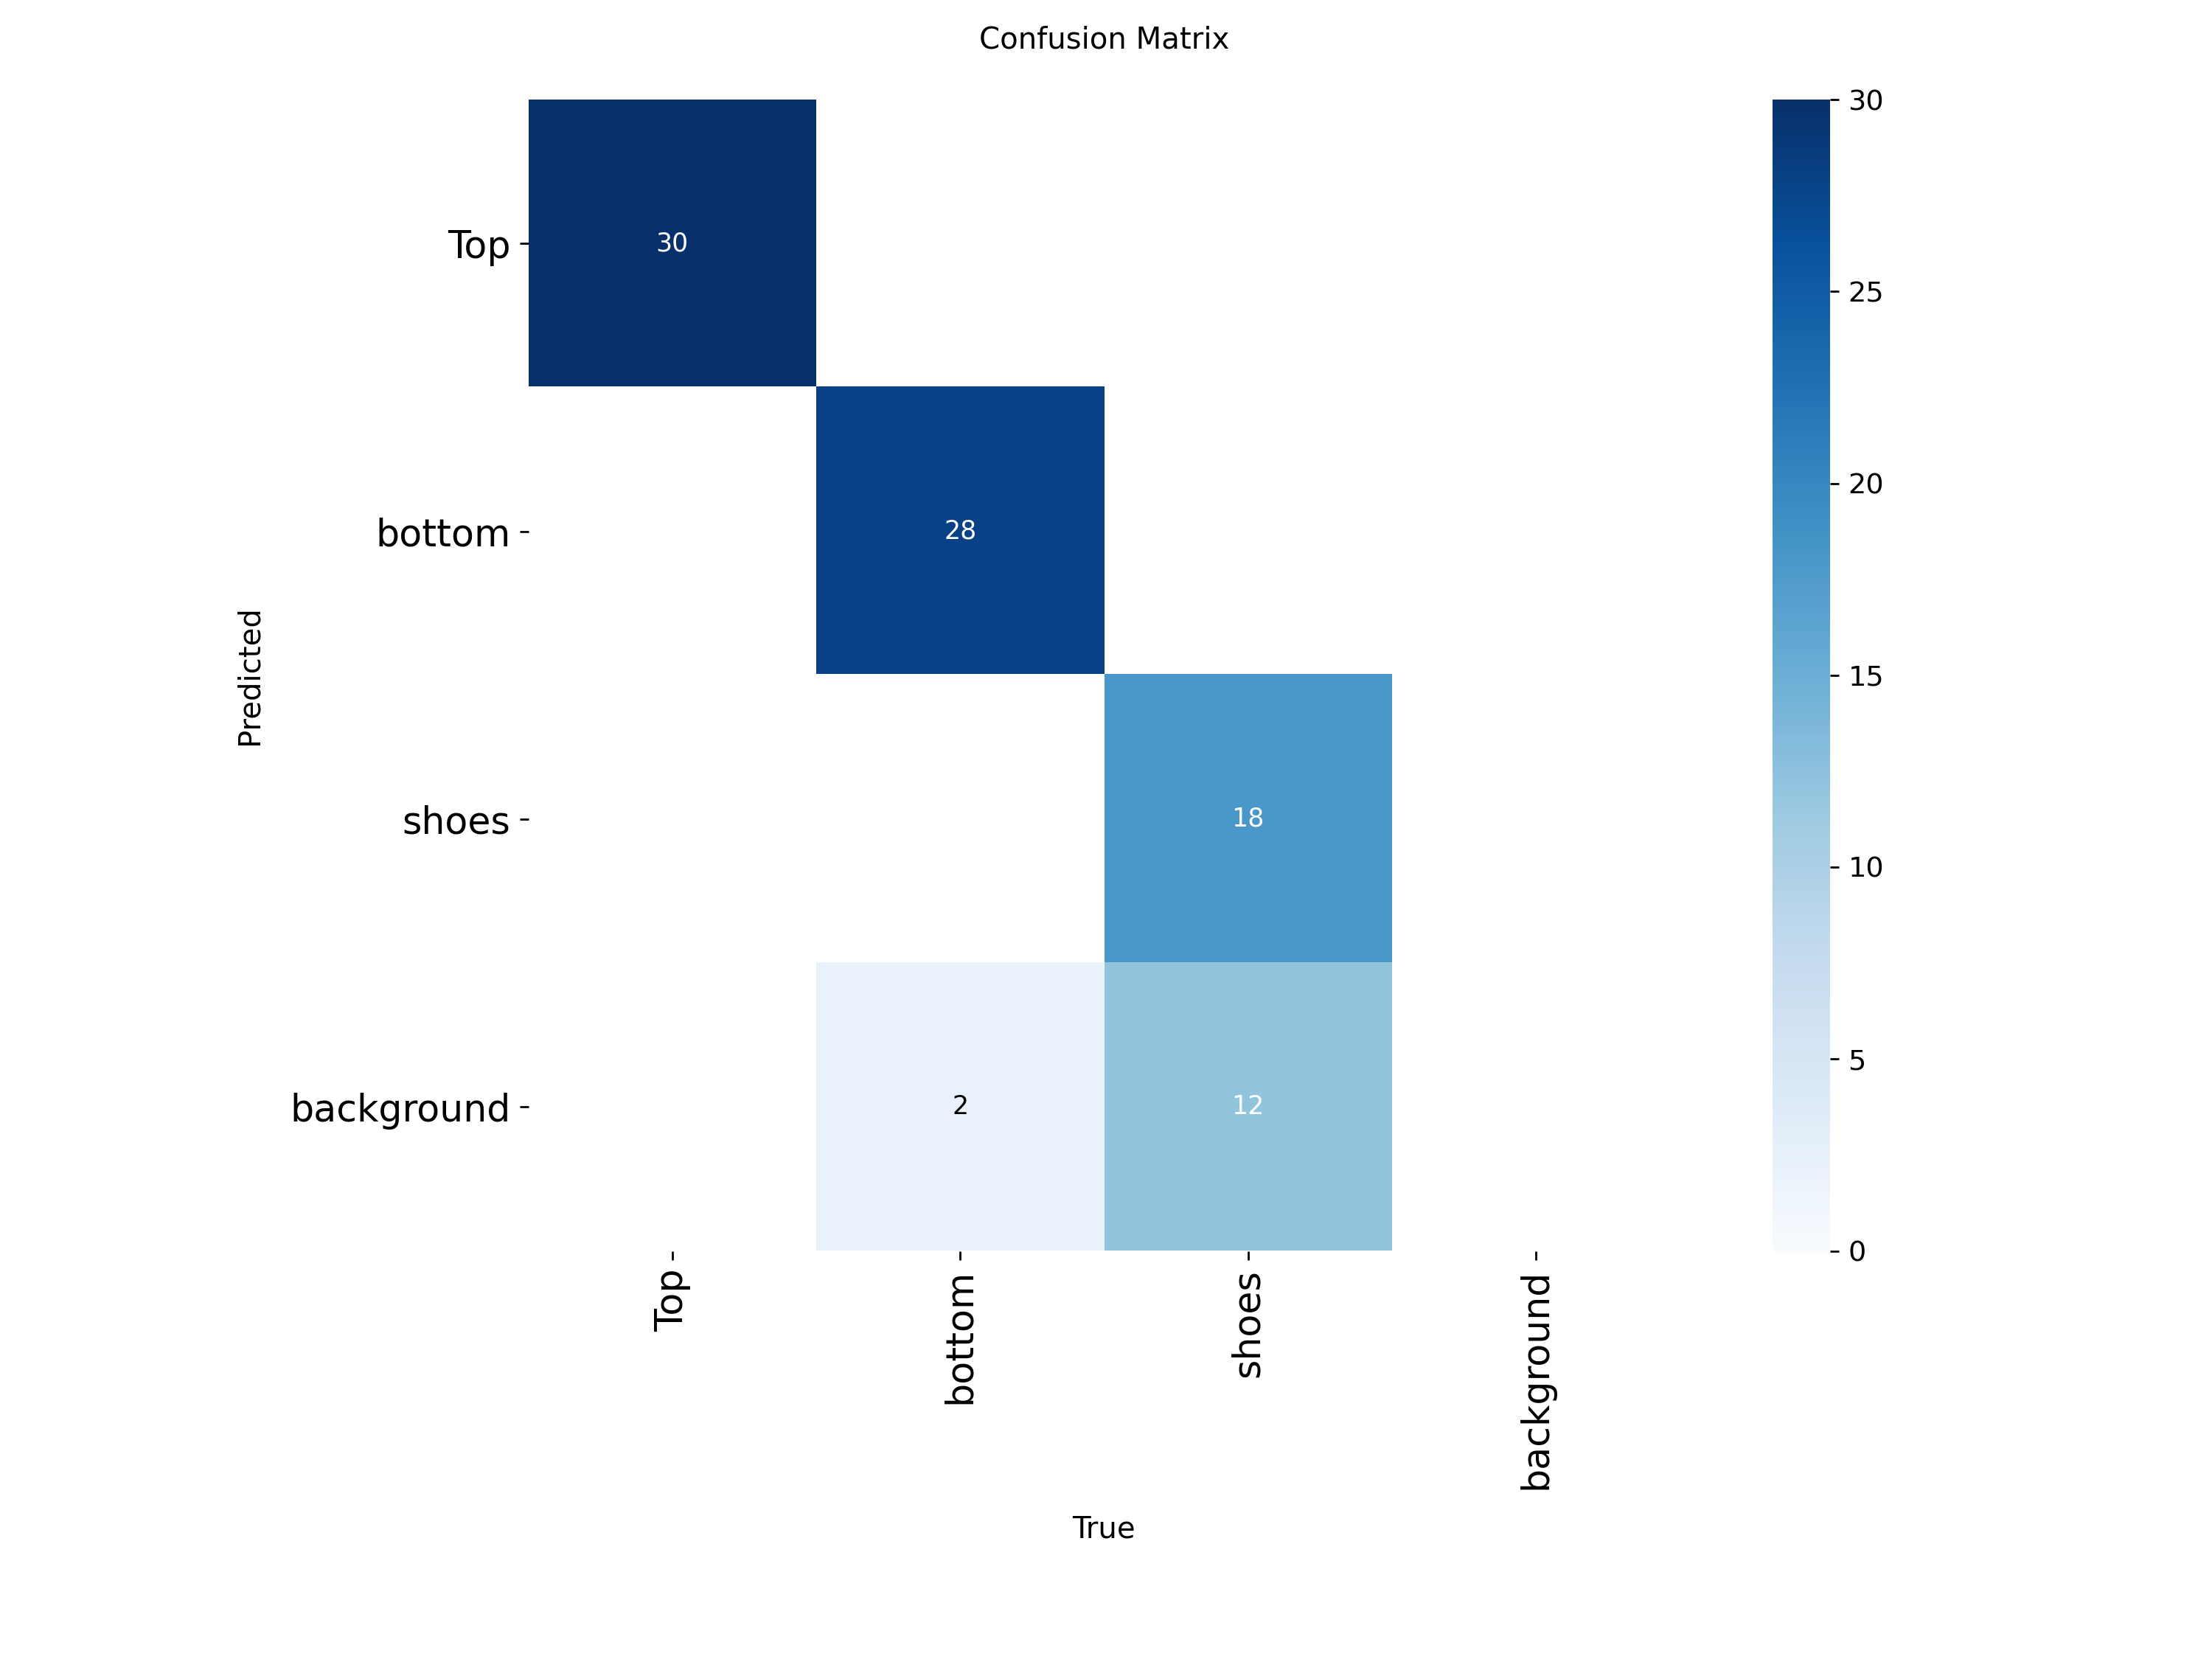 Confusion Matrix
Top
bottom
shoes
background
Predicted
30
28
18
2
12
Top
bottom
shoes
background
True
30
25
20
15
10
5
0